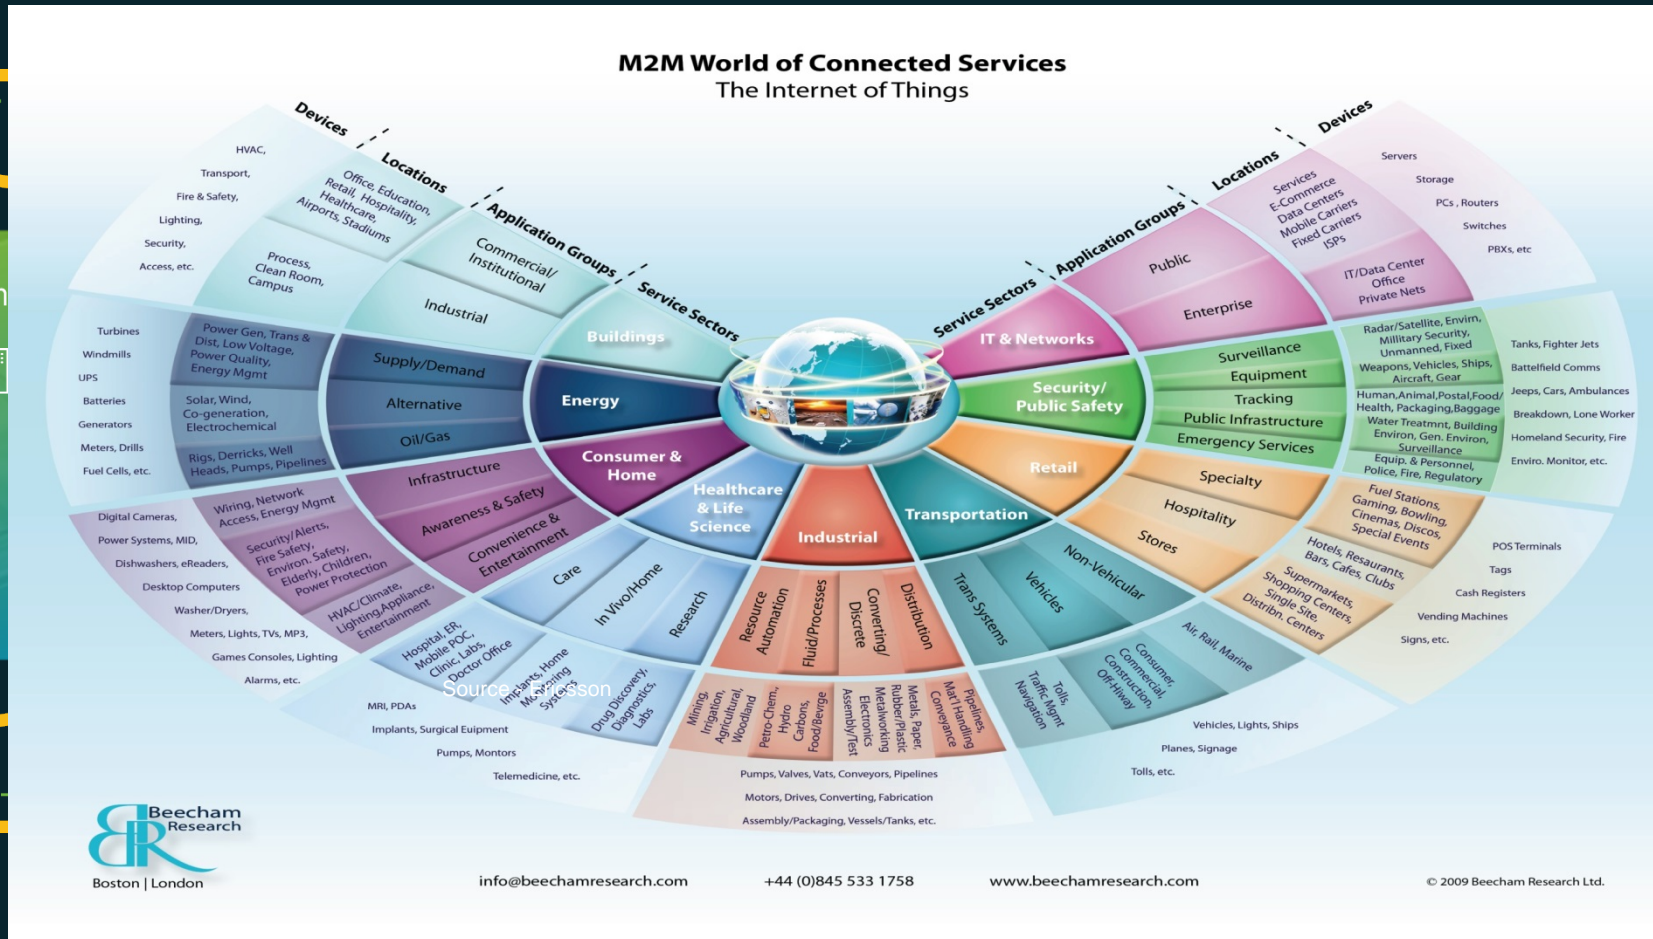 M2M World of Connected Services
The Internet of Things
Devices
Locations
Application Groups
Service Sectors
HVAC,
Transport,
Fire & Safety,
Lighting,
Security,
Access, etc.
Office, Education,
Retail, Hospitality,
Healthcare,
Airports, Stadiums
Process,
Clean Room,
Campus
Commercial/
Institutional
Industrial
Buildings
Turbines
Windmills
UPS
Batteries
Generators
Meters, Drills
Fuel Cells, etc.
Power Gen, Trans &
Dist, Low Voltage,
Power Quality,
Energy Mgmt
Solar, Wind,
Co-generation,
Electrochemical
Rigs, Derricks, Well
Heads, Pumps, Pipelines
Supply/Demand
Alternative
Oil/Gas
Energy
Digital Cameras,
Power Systems, MID,
Dishwashers, eReaders,
Desktop Computers
Washer/Dryers,
Meters, Lights, TVs, MP3,
Games Consoles, Lighting
Alarms, etc.
Wiring, Network
Access, Energy Mgmt
Security/Alerts,
Fire Safety,
Environ. Safety,
Elderly, Children,
Power Protection
HVAC/Climate,
Lighting,Appliance,
Entertainment
Infrastructure
Awareness & Safety
Convenience &
Entertainment
Consumer &
Home
MRI, PDAs
Implants, Surgical Euipment
Pumps, Montors
Telemedicine, etc.
Hospital, ER,
Mobile POC,
Clinic, Labs,
Doctor Office
Implants, Home
Monitoring
Systems
Drug Discovery,
Diagnostics,
Labs
Source : Ericsson
Care
In Vivo/Home
Research
Healthcare
& Life
Science
Industrial
Resource
Automation
Fluid/Processes
Converting/
Discrete
Distribution
Mining,
Irrigation,
Agricultural,
Woodland
Petro-Chem,
Hydro
Carbons,
Food/Bevrge
Metals, Paper,
Rubber/Plastic
Metalworking
Electronics
Assembly/Test
Pipelines,
Mat'l Handling
Conveyance
Pumps, Valves, Vats, Conveyors, Pipelines
Motors, Drives, Converting, Fabrication
Assembly/Packaging, Vessels/Tanks, etc.
Transportation
Trans Systems
Vehicles
Non-Vehicular
Tolls,
Traffic Mgmt
Navigation
Consumer,
Commercial,
Construction,
Off-Hiway
Air, Rail, Marine
Vehicles, Lights, Ships
Planes, Signage
Tolls, etc.
Retail
Specialty
Hospitality
Stores
Fuel Stations,
Gaming, Bowling,
Cinemas, Discos,
Special Events
Hotels, Resaurants,
Bars, Cafes, Clubs
Supermarkets,
Shopping Centers,
Single Site,
Distribn. Centers
POS Terminals
Tags
Cash Registers
Vending Machines
Signs, etc.
Security/
Public Safety
Surveillance
Equipment
Tracking
Public Infrastructure
Emergency Services
Radar/Satellite, Envirn,
Millitary Security,
Unmanned, Fixed
Weapons, Vehicles, Ships,
Aircraft, Gear
Human,Animal,Postal,Food/
Health, Packaging,Baggage
Water Treatmnt, Building
Environ, Gen. Environ,
Surveillance
Equip. & Personnel,
Police, Fire, Regulatory
Tanks, Fighter Jets
Battelfield Comms
Jeeps, Cars, Ambulances
Breakdown, Lone Worker
Homeland Security, Fire
Enviro. Monitor, etc.
IT & Networks
Public
Enterprise
Services
E-Commerce
Data Centers
Mobile Carriers
Fixed Carriers
ISPs
IT/Data Center
Office
Private Nets
Servers
Storage
PCs , Routers
Switches
PBXs, etc
Service Sectors
Application Groups
Locations
Devices
Beecham
Research
Boston | London
info@beechamresearch.com
+44 (0)845 533 1758
www.beechamresearch.com
© 2009 Beecham Research Ltd.